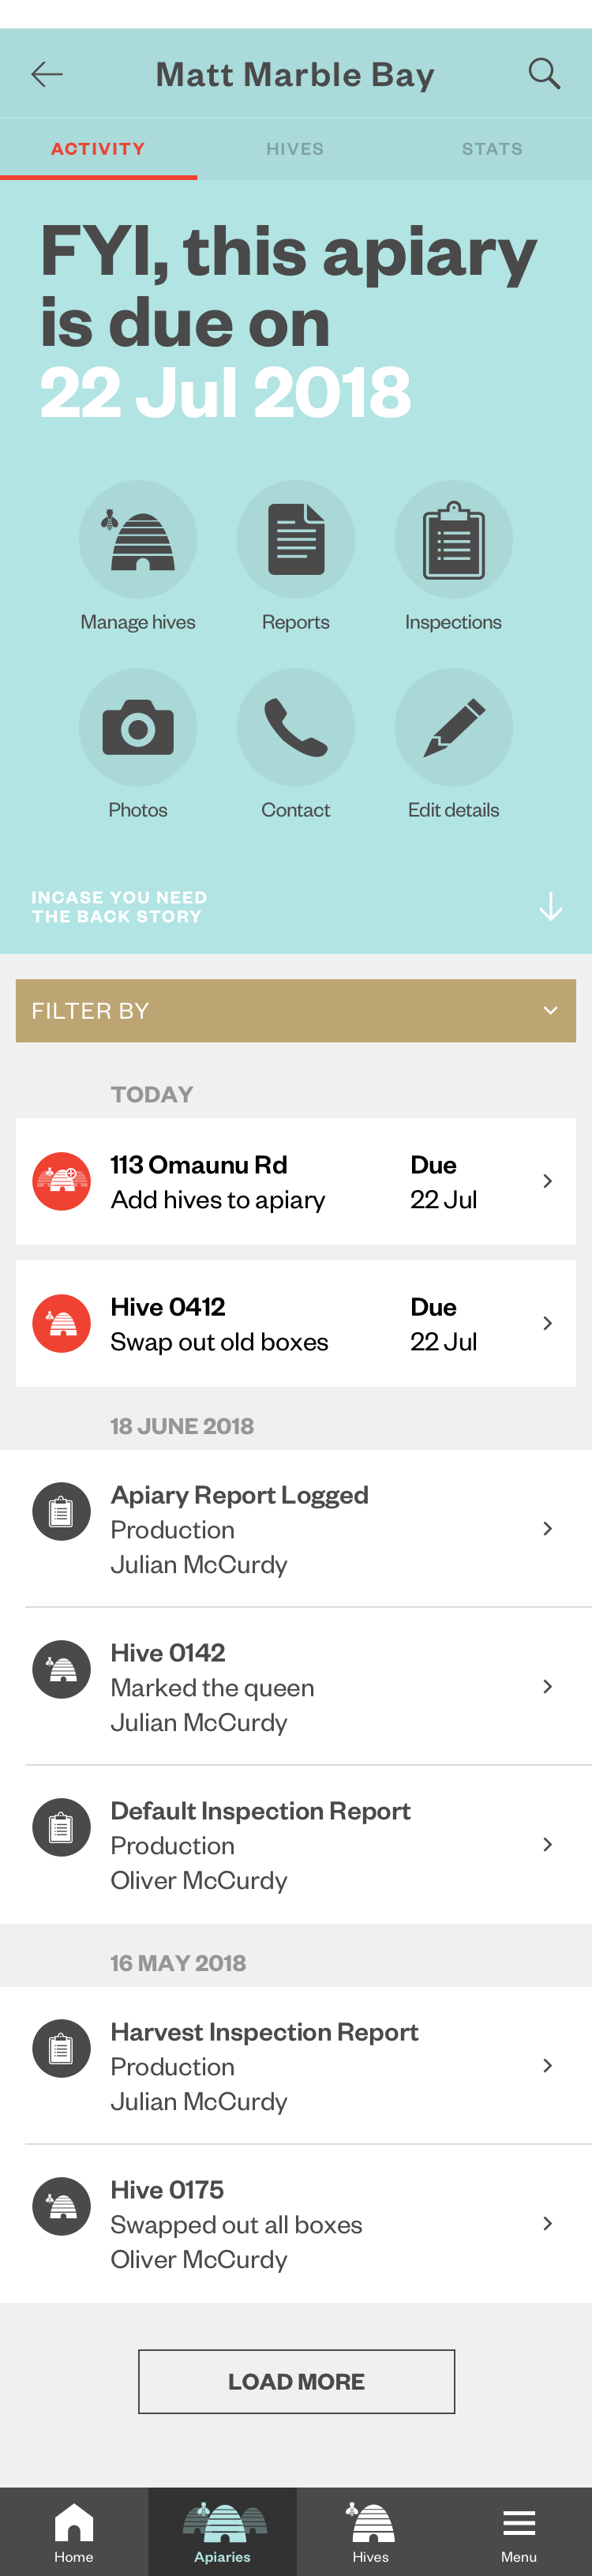 Matt Marble Bay
ACTIVITY
HIVES
STATS
FYI, this apiary
is due on
22 Jul 2018
Manage hives
Reports
Inspections
Photos
Contact
Edit details
INCASE YOU NEED
THE BACK STORY
FILTER BY
TODAY
113 Omaunu Rd
Add hives to apiary
Due
22 Jul
Hive 0412
Swap out old boxes
Due
22 Jul
18 JUNE 2018
Apiary Report Logged
Production
Julian McCurdy
Hive 0142
Marked the queen
Julian McCurdy
Default Inspection Report
Production
Oliver McCurdy
16 MAY 2018
Harvest Inspection Report
Production
Julian McCurdy
Hive 0175
Swapped out all boxes
Oliver McCurdy
LOAD MORE
Home
Apiaries
Hives
Menu